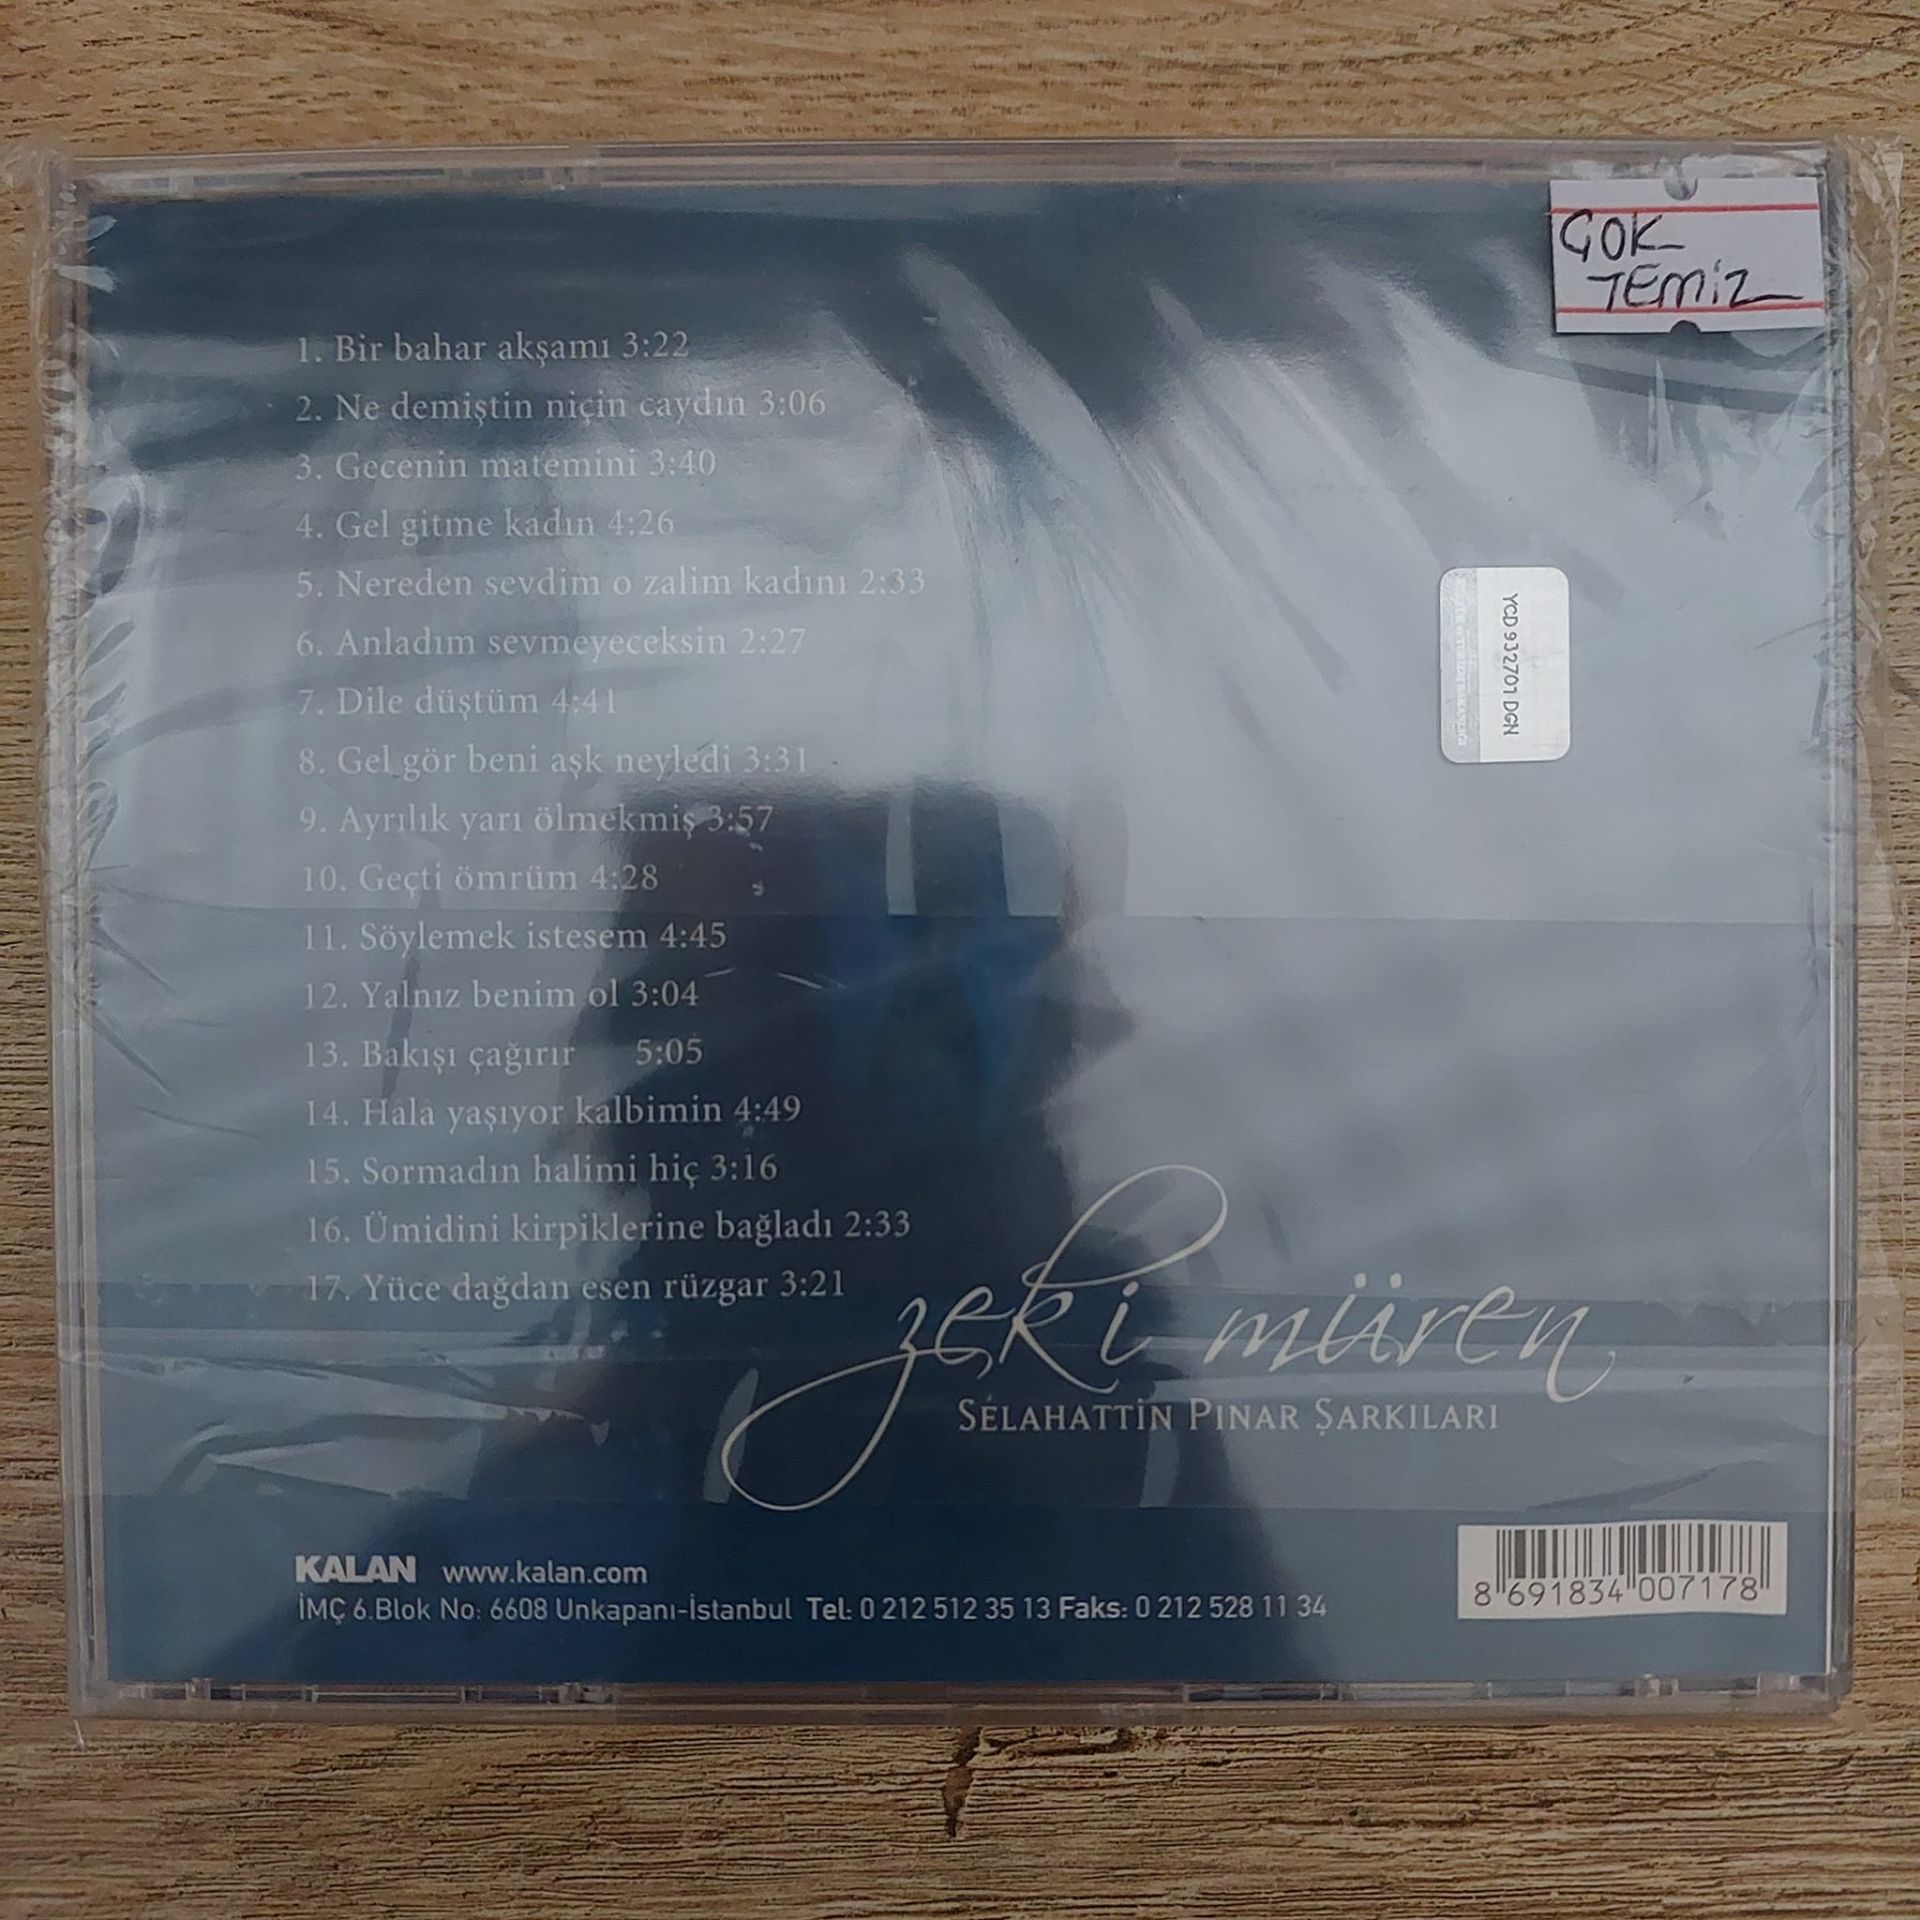 ÇOK
TEMİZ
1. Bir bahar akşamı 3:22
2. Ne demiştin niçin caydın 3:06
3. Gecenin matemini 3:40
4. Gel gitme kadın 4:26
5. Nereden sevdim o zalim kadını 2:33
6. Anladım sevmeyeceksin 2:27
7. Dile düştüm 4:41
8. Gel gör beni aşk neyledi 3:31
9. Ayrılık yarı ölmekmiş 3:57
10. Geçti ömrüm 4:28
11. Söylemek istesem 4:45
12. Yalnız benim ol 3:04
13. Bakışı çağırır 5:05
14. Hâlâ yaşıyor kalbimin 4:49
15. Sormadın halimi hiç 3:16
16. Ümidini kirpiklerine bağladı 2:33
17. Yüce dağdan esen rüzgar 3:21
YCD 932701 DGN
zeki müren
SELAHATTİN PINAR ŞARKILARI
KALAN www.kalan.com
İMÇ 6.Blok No: 6608 Unkapanı-İstanbul Tel: 0 212 512 35 13 Faks: 0 212 528 11 34
8 691834 007178